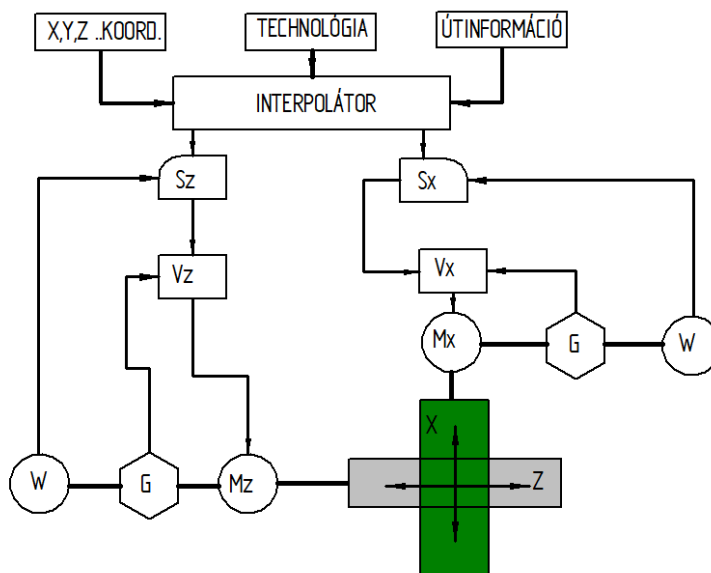 X,Y,Z ..KOORD.
TECHNOLÓGIA
ÚTINFORMÁCIÓ
INTERPOLÁTOR
Sz
Sx
Vz
Vx
Mx
G
W
X
Z
W
G
Mz